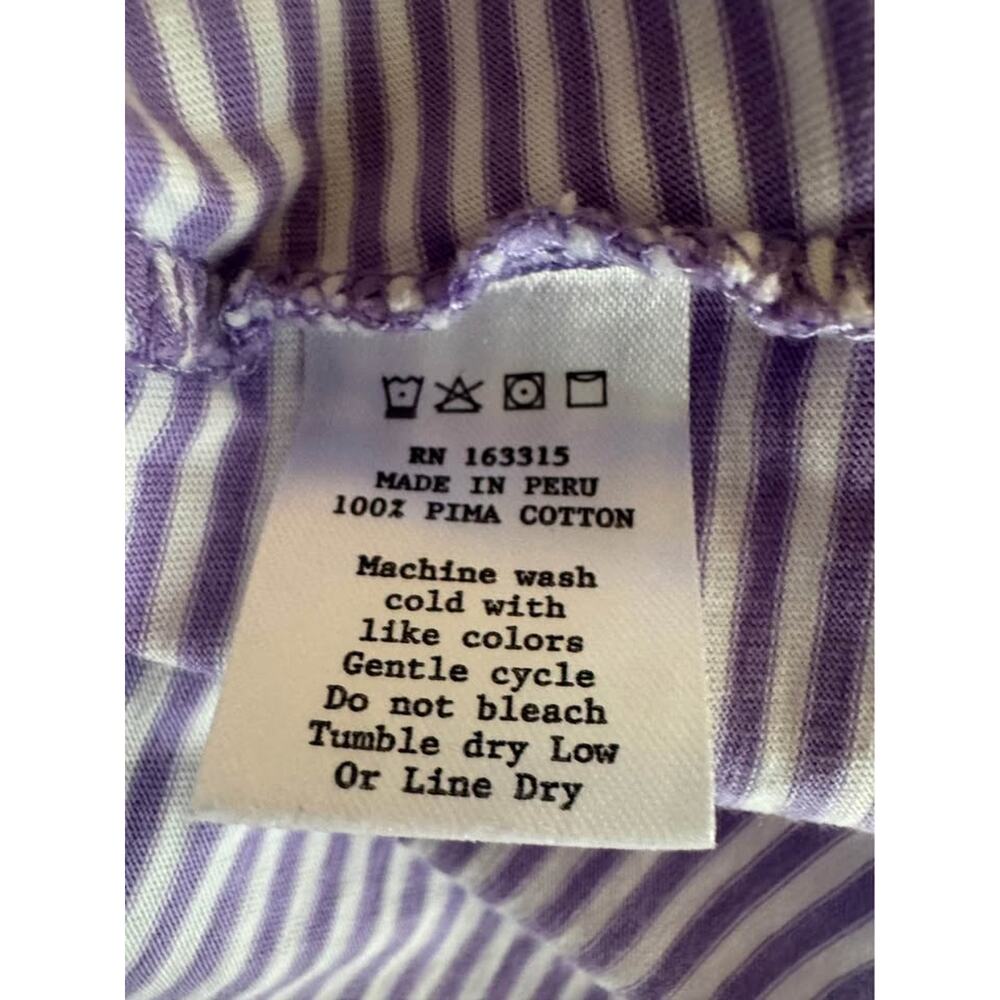 RN 163315
MADE IN PERU
100% PIMA COTTON
Machine wash
cold with
like colors
Gentle cycle
Do not bleach
Tumble dry Low
Or Line Dry